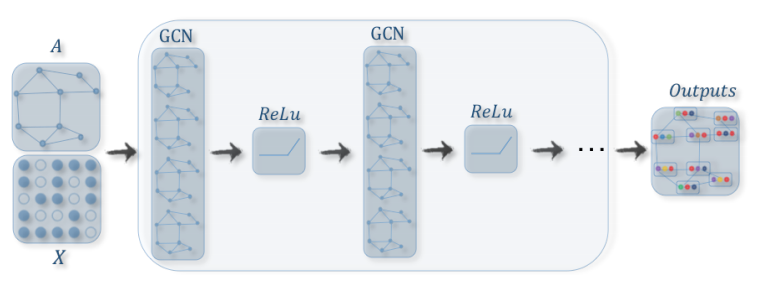 A
GCN
GCN
ReLu
ReLu
Outputs
...
X